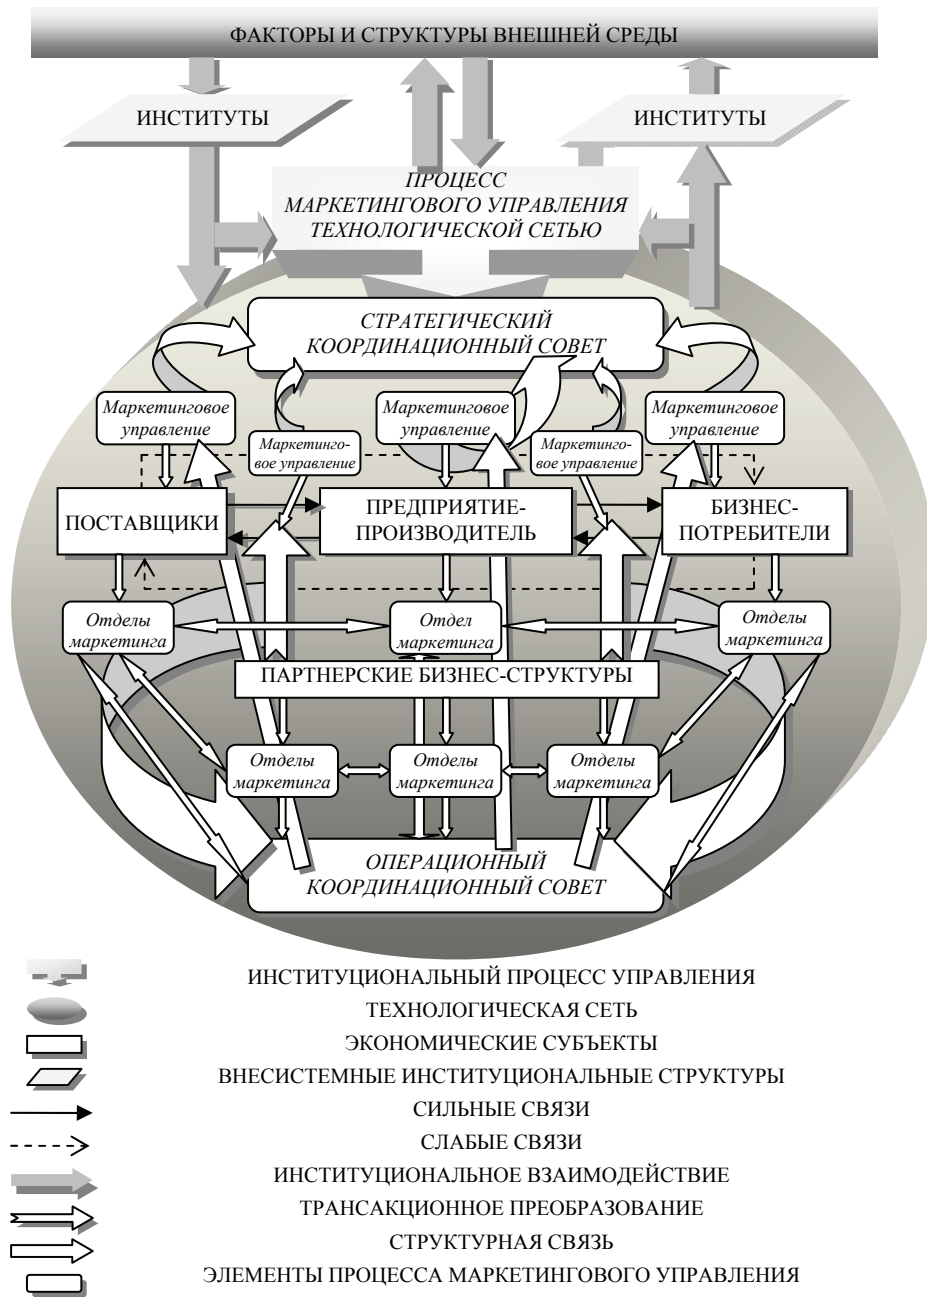 ФАКТОРЫ И СТРУКТУРЫ ВНЕШНЕЙ СРЕДЫ
ИНСТИТУТЫ
ИНСТИТУТЫ
ПРОЦЕСС
МАРКЕТИНГОВОГО УПРАВЛЕНИЯ
ТЕХНОЛОГИЧЕСКОЙ СЕТЬЮ
СТРАТЕГИЧЕСКИЙ
КООРДИНАЦИОННЫЙ СОВЕТ
Маркетинговое
управление
Маркетинговое
управление
Маркетинговое
управление
Маркетинго-
вое управление
Маркетинго-
вое управление
ПОСТАВЩИКИ
ПРЕДПРИЯТИЕ-
ПРОИЗВОДИТЕЛЬ
БИЗНЕС-
ПОТРЕБИТЕЛИ
Отделы
маркетинга
Отдел
маркетинга
Отделы
маркетинга
ПАРТНЕРСКИЕ БИЗНЕС-СТРУКТУРЫ
Отделы
маркетинга
Отделы
маркетинга
Отделы
маркетинга
ОПЕРАЦИОННЫЙ
КООРДИНАЦИОННЫЙ СОВЕТ
ИНСТИТУЦИОНАЛЬНЫЙ ПРОЦЕСС УПРАВЛЕНИЯ
ТЕХНОЛОГИЧЕСКАЯ СЕТЬ
ЭКОНОМИЧЕСКИЕ СУБЪЕКТЫ
ВНЕСИСТЕМНЫЕ ИНСТИТУЦИОНАЛЬНЫЕ СТРУКТУРЫ
СИЛЬНЫЕ СВЯЗИ
СЛАБЫЕ СВЯЗИ
ИНСТИТУЦИОНАЛЬНОЕ ВЗАИМОДЕЙСТВИЕ
ТРАНСАКЦИОННОЕ ПРЕОБРАЗОВАНИЕ
СТРУКТУРНАЯ СВЯЗЬ
ЭЛЕМЕНТЫ ПРОЦЕССА МАРКЕТИНГОВОГО УПРАВЛЕНИЯ